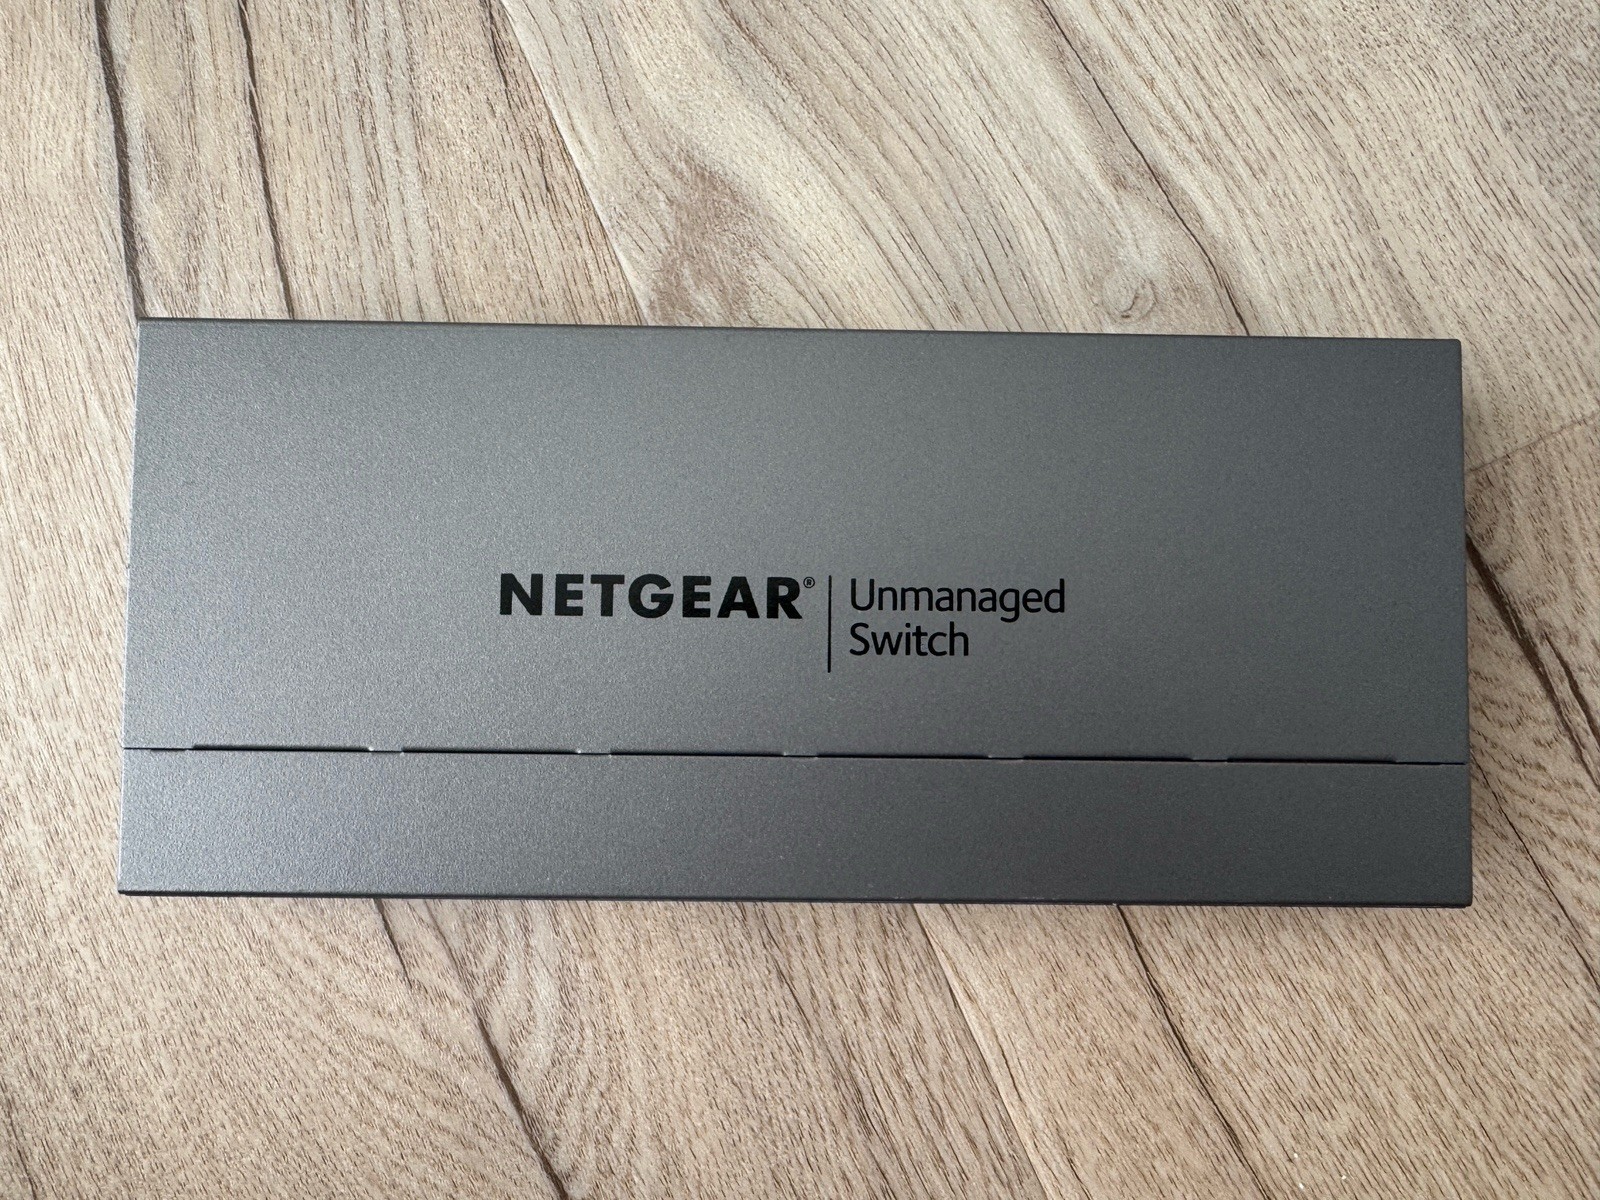 NETGEAR® | Unmanaged
Switch